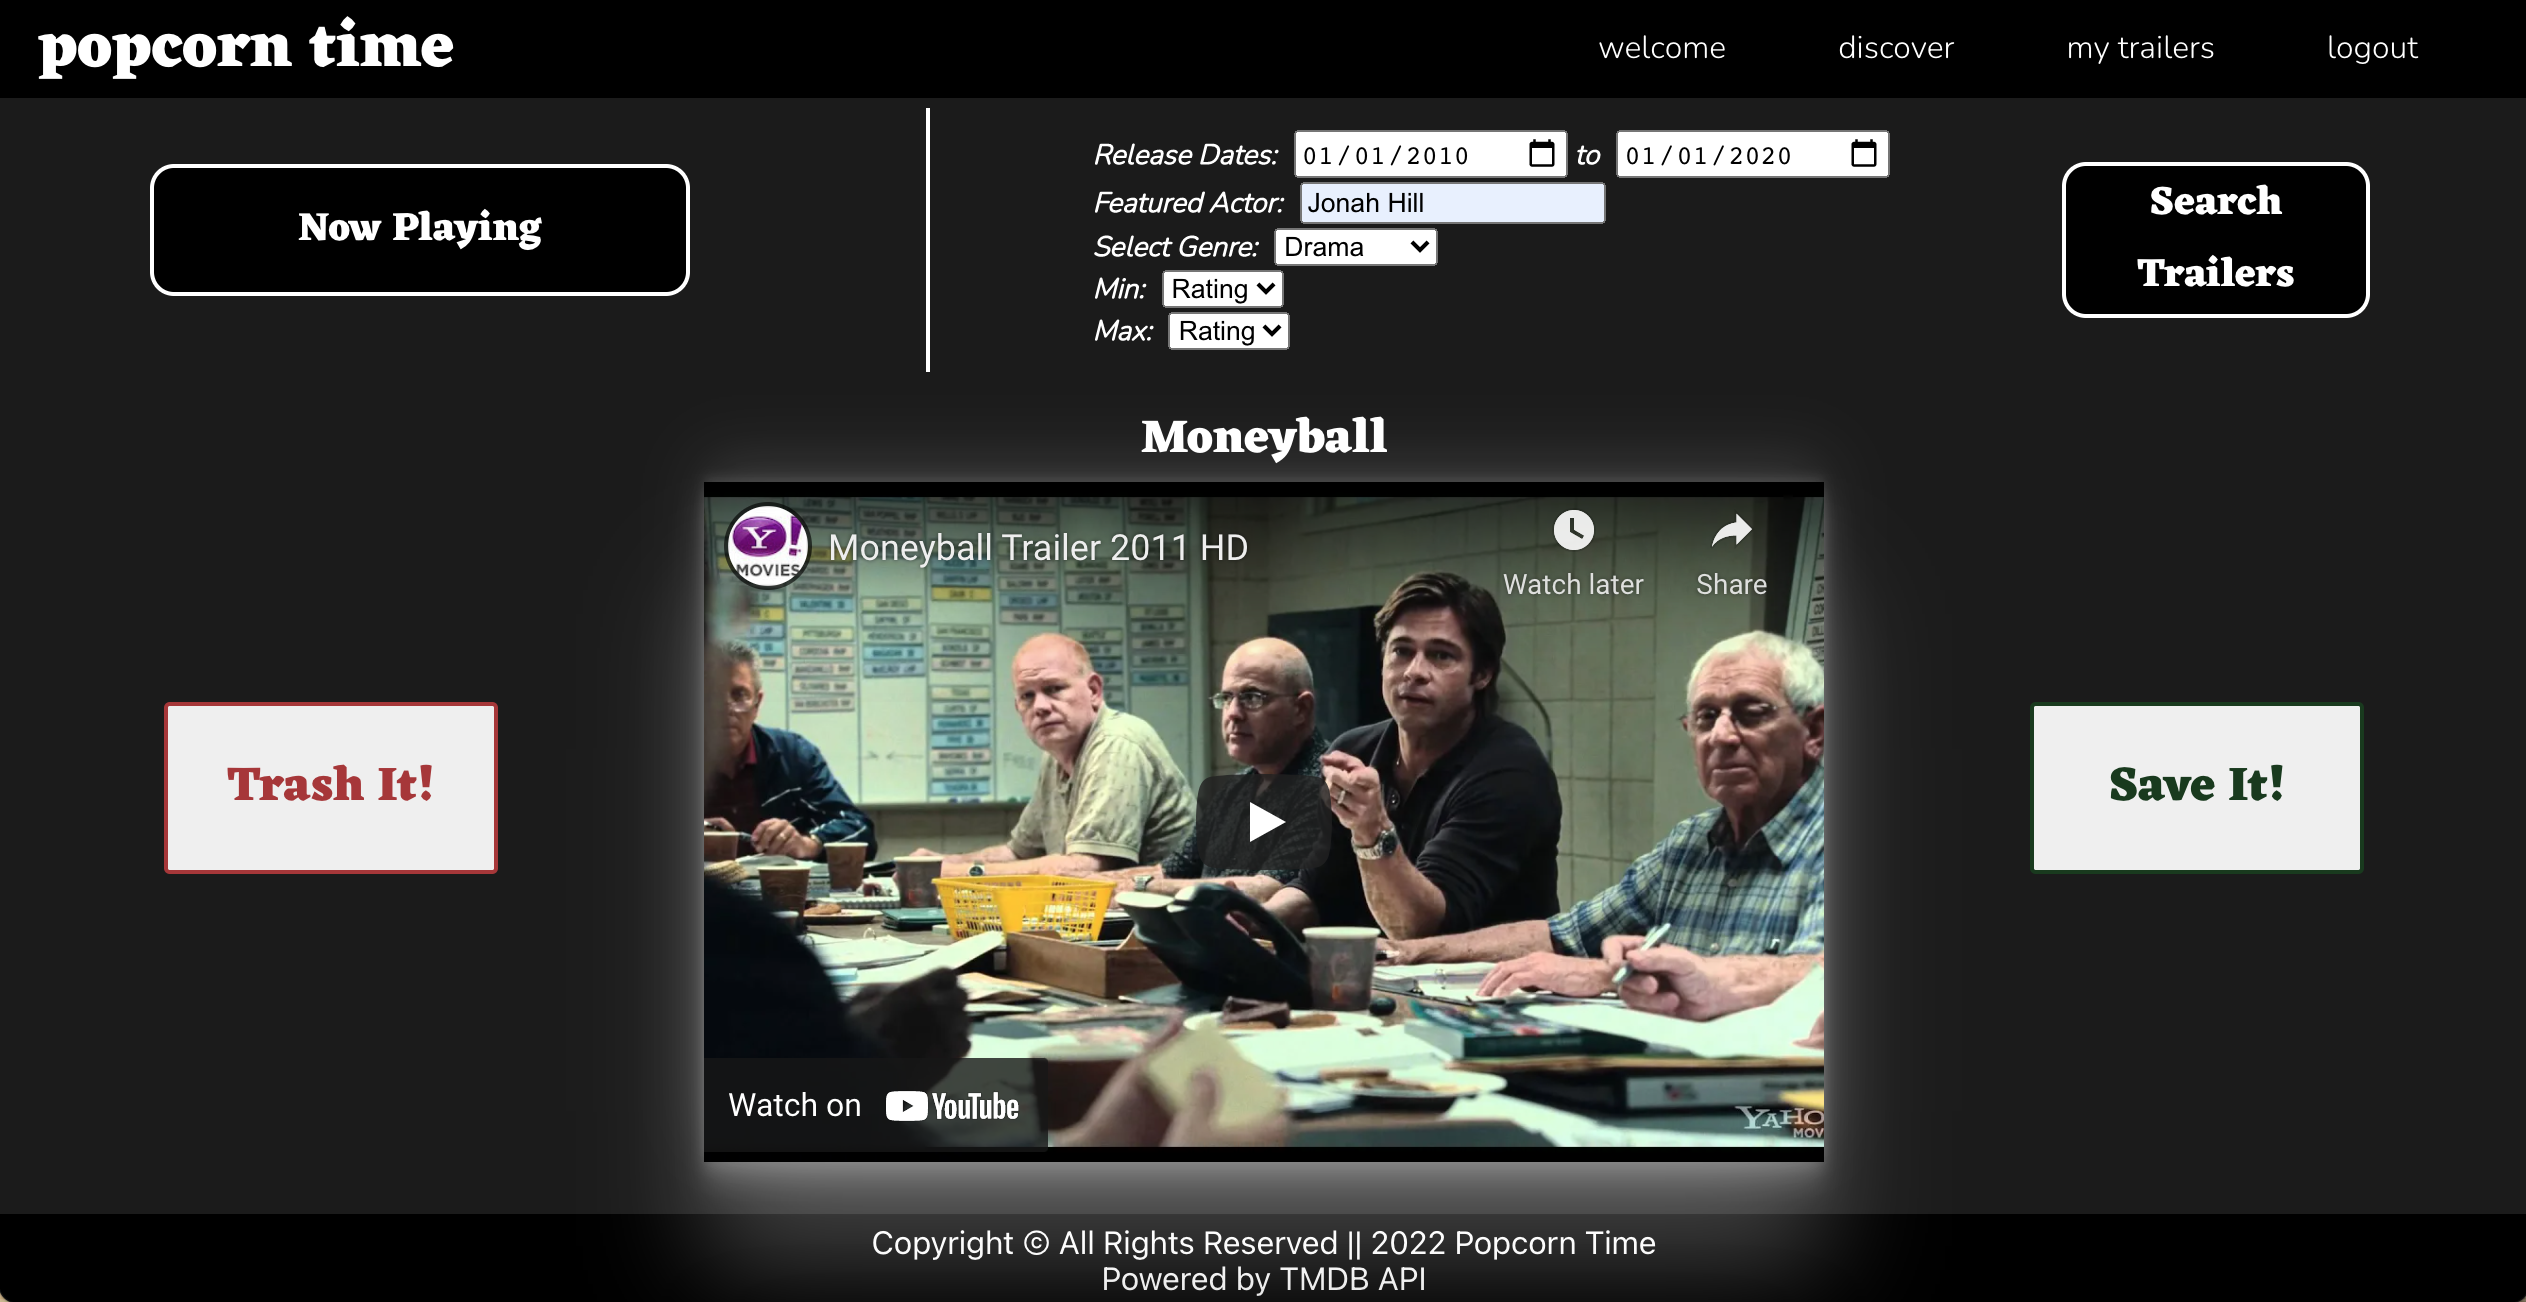 popcorn time
welcome discover my trailers logout
Now Playing
Release Dates: 01/01/2010 to 01/01/2020
Featured Actor: Jonah Hill
Select Genre: Drama
Min: Rating
Max: Rating
Search
Trailers
Moneyball
Y!
MOVIES
Moneyball Trailer 2011 HD
Watch later
Share
Trash It!
Save It!
Watch on YouTube
YAHO
MOV
Copyright © All Rights Reserved || 2022 Popcorn Time
Powered by TMDB API